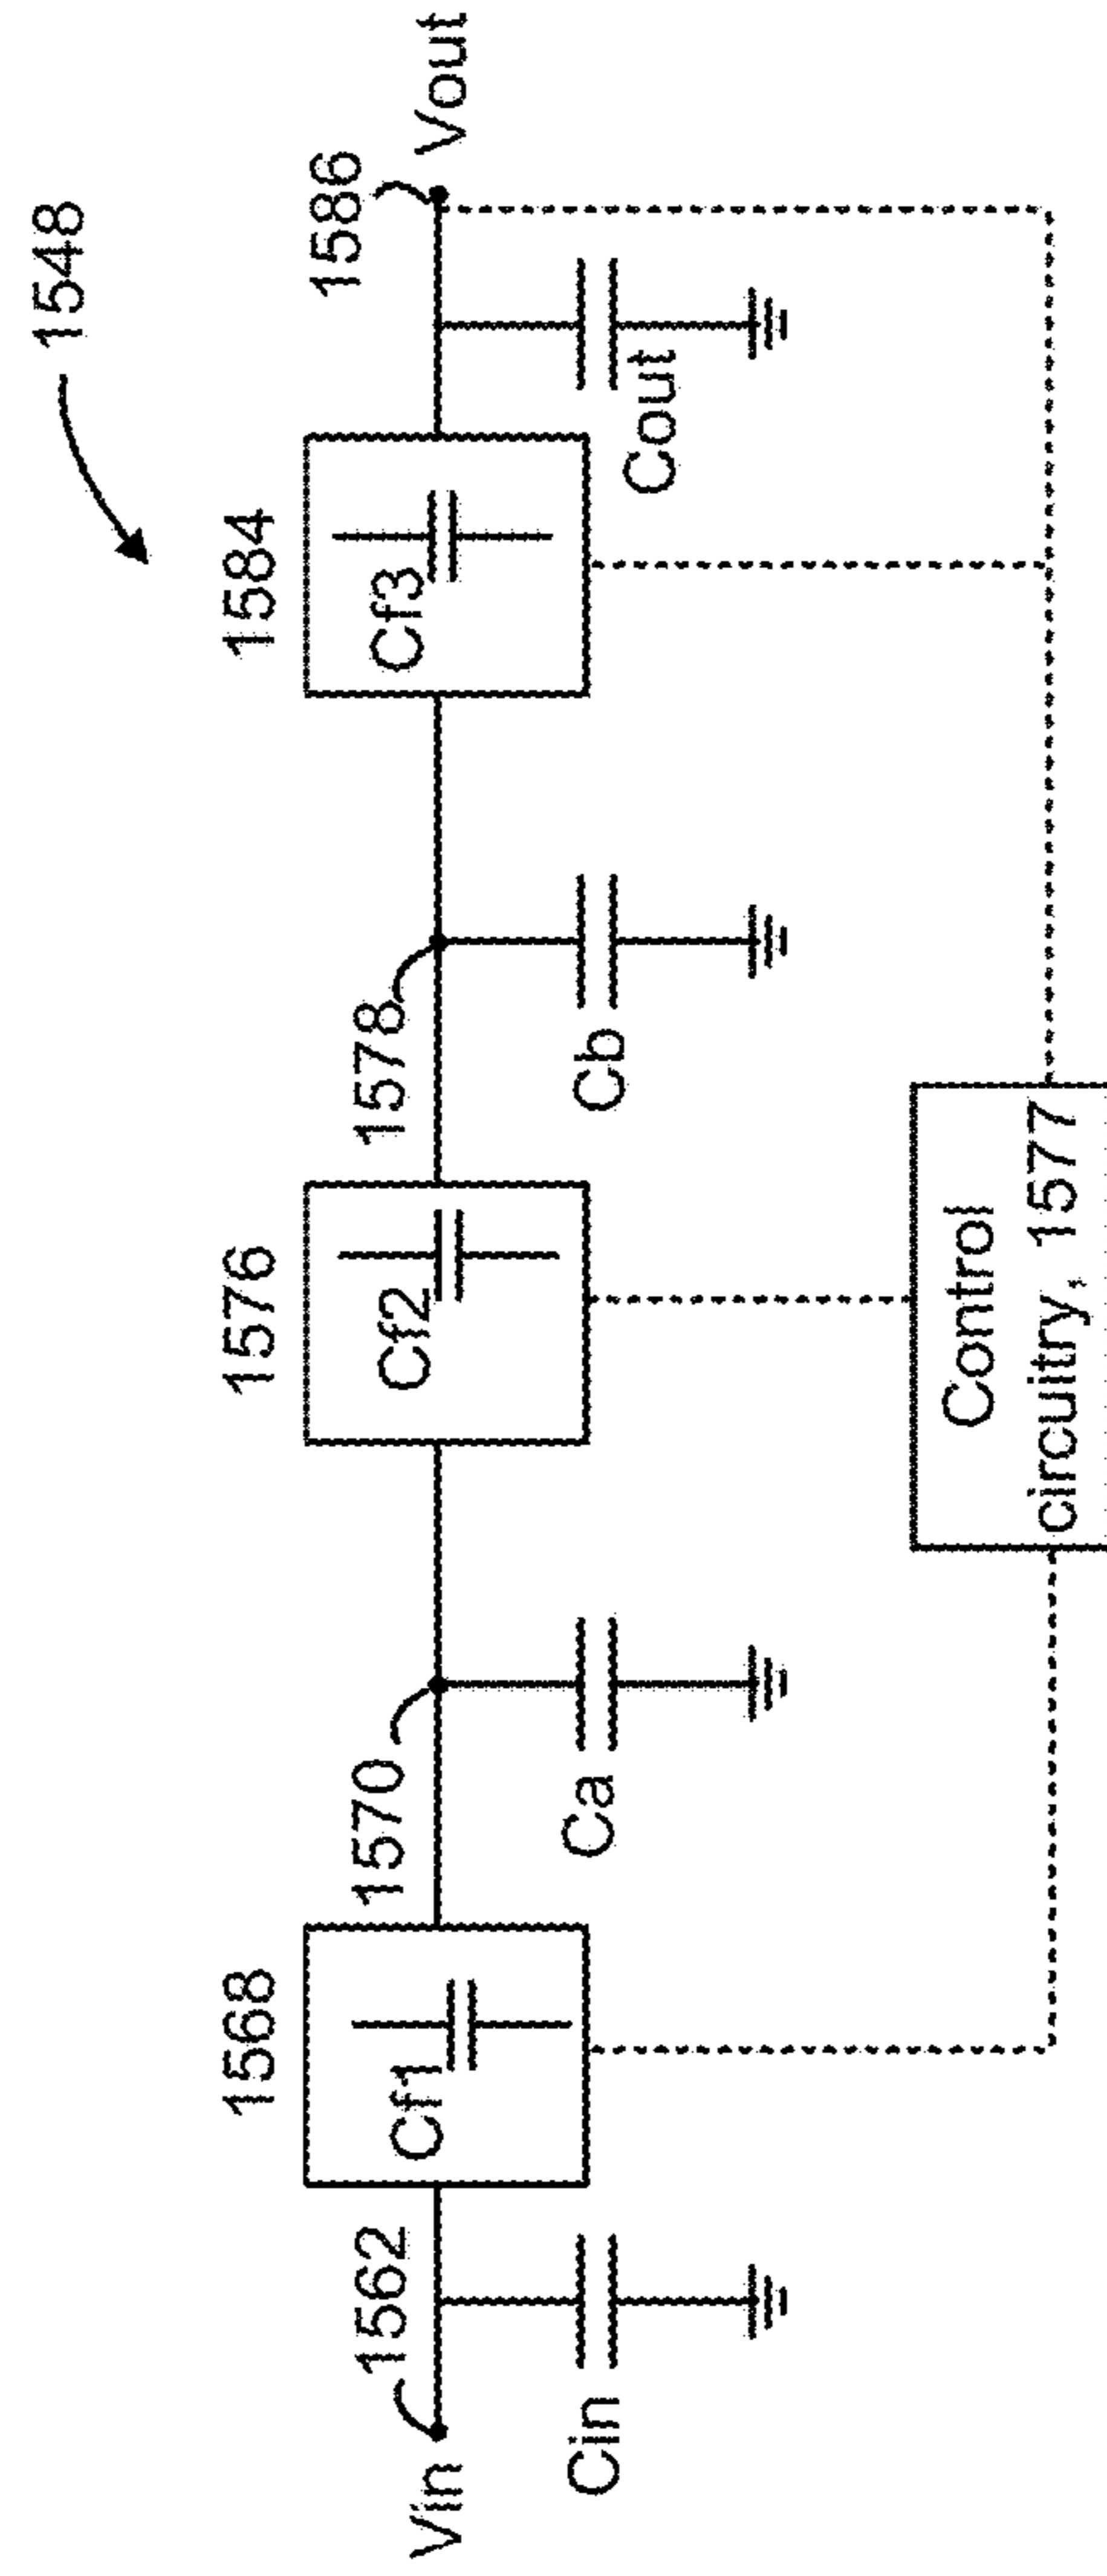 1548
1568
1576
1584
Vin
1562
Cf1
1570
Cf2
1578
Cf3
1586
Vout
Cin
Ca
Cb
Cout
Control
circuitry, 1577